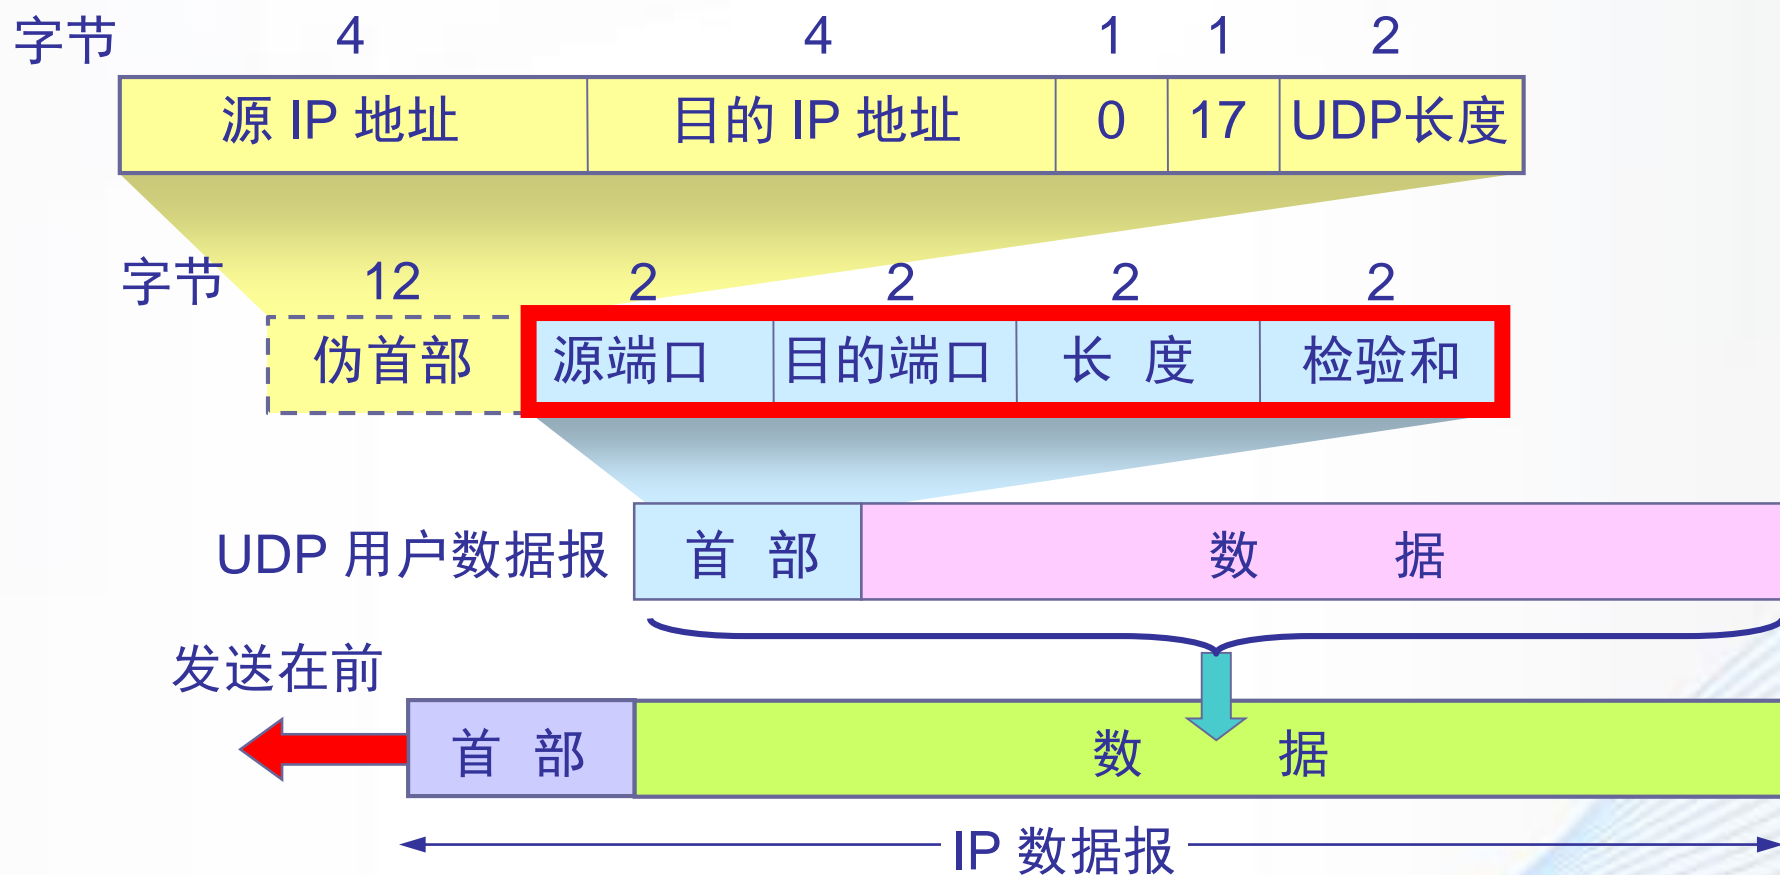 字节 4 4 1 1 2
源 IP 地址 目的 IP 地址 0 17 UDP长度
字节 12 2 2 2 2
伪首部 源端口 目的端口 长 度 检验和
UDP 用户数据报 首 部 数 据
发送在前
首 部 数 据
IP 数据报